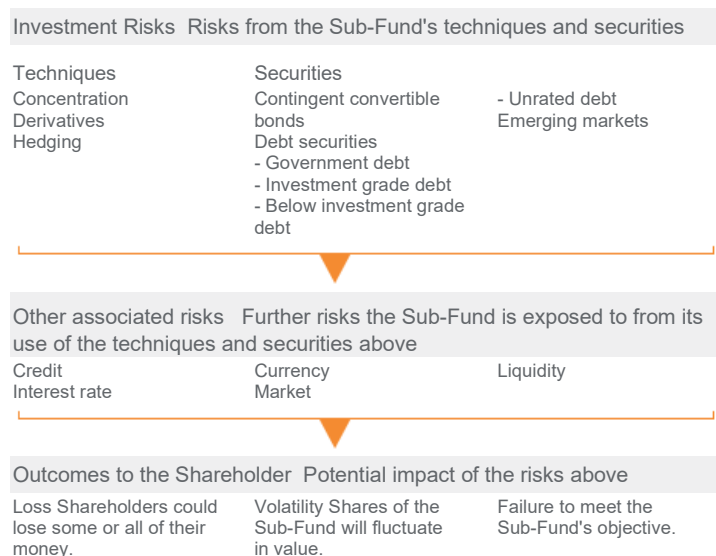 Investment Risks  Risks from the Sub-Fund's techniques and securities
Techniques
Concentration
Derivatives
Hedging
Securities
Contingent convertible
bonds
Debt securities
- Government debt
- Investment grade debt
- Below investment grade
debt
- Unrated debt
Emerging markets
Other associated risks  Further risks the Sub-Fund is exposed to from its
use of the techniques and securities above
Credit
Interest rate
Currency
Market
Liquidity
Outcomes to the Shareholder  Potential impact of the risks above
Loss Shareholders could
lose some or all of their
money.
Volatility Shares of the
Sub-Fund will fluctuate
in value.
Failure to meet the
Sub-Fund's objective.